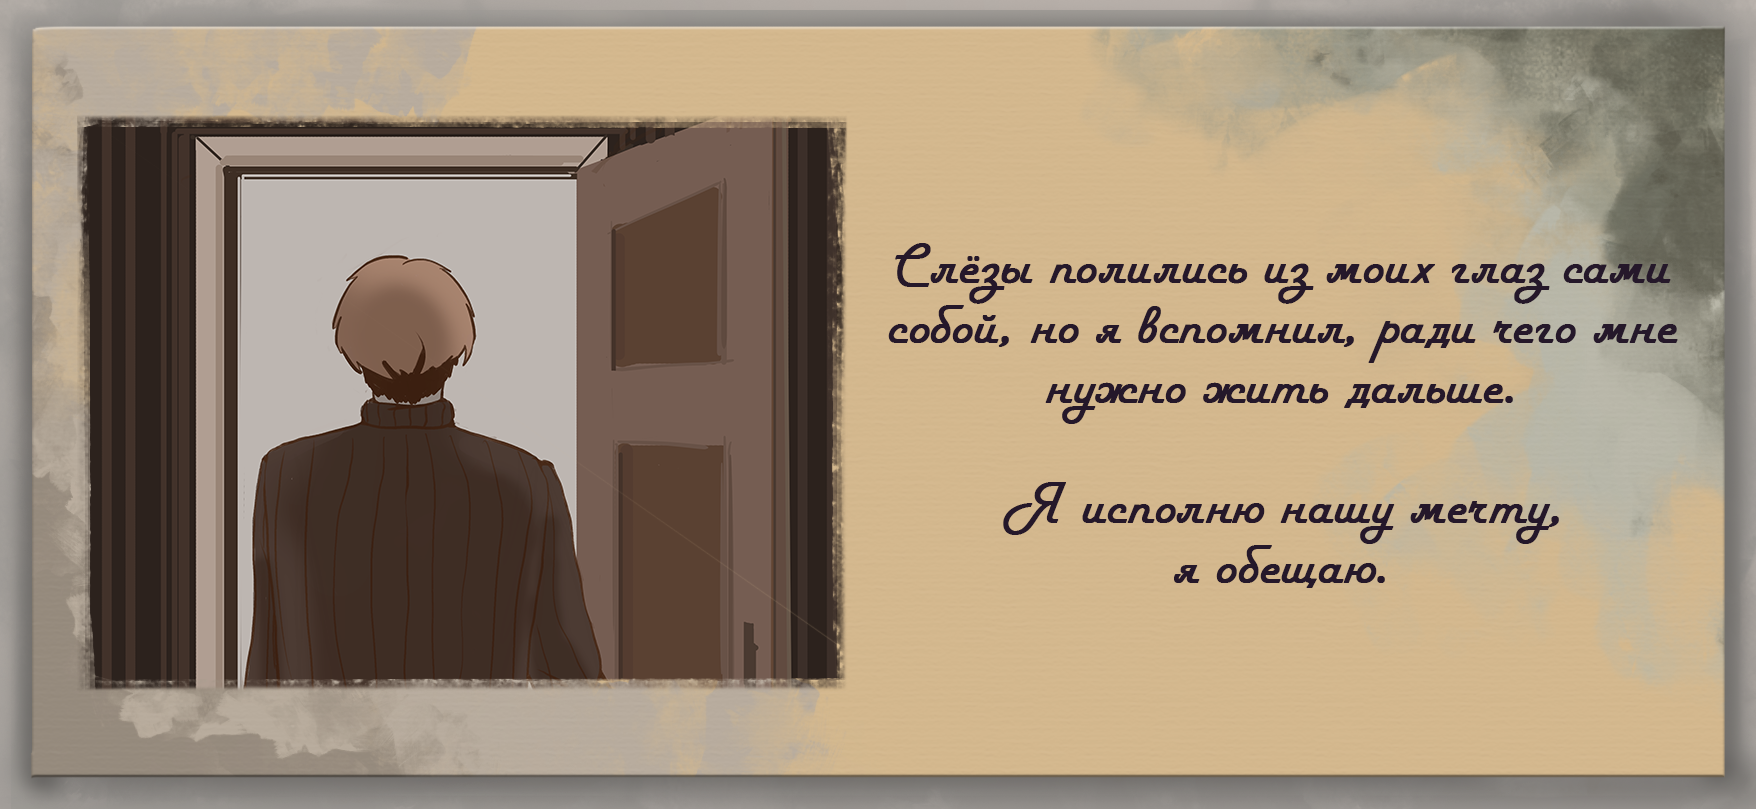 Слёзы полились из моих глаз сами
собой, но я вспомнил, ради чего мне
нужно жить дальше.
Я исполню нашу мечту,
я обещаю.